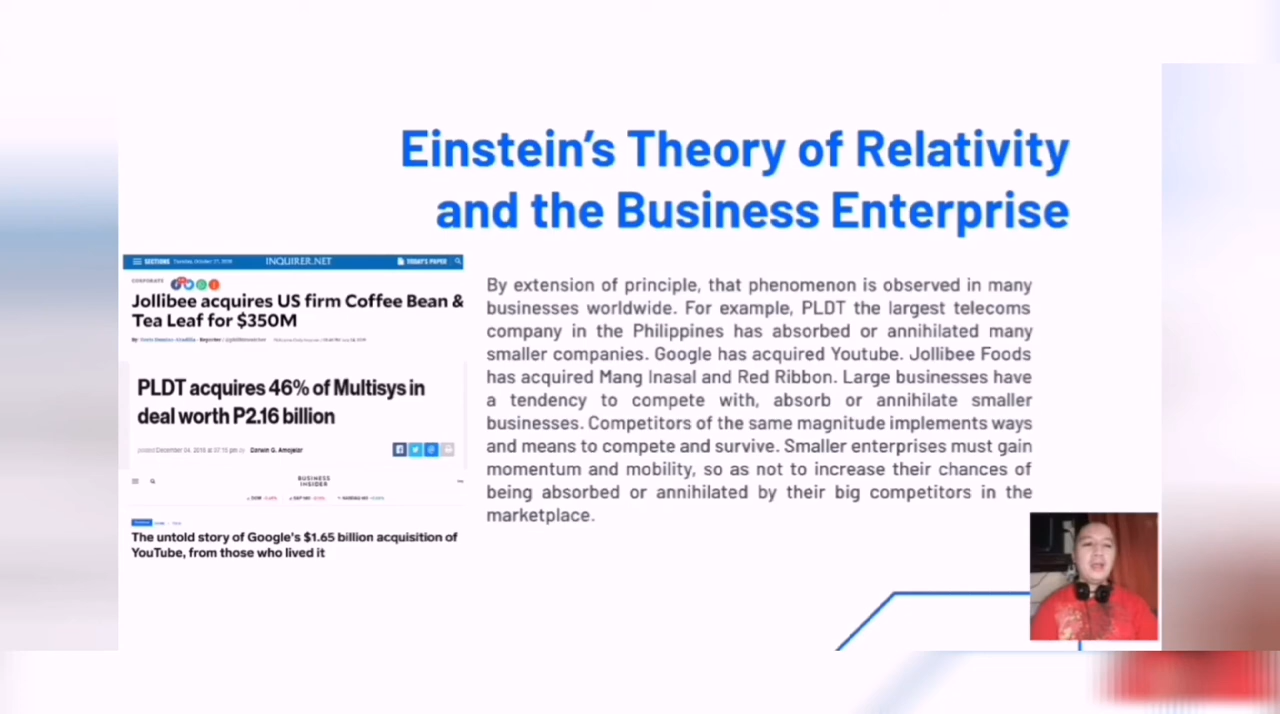 Einstein's Theory of Relativity
and the Business Enterprise
SECTIONS
INQUIRER.NET
TODAY'S PAPER
CORPORATE
Jollibee acquires US firm Coffee Bean &
Tea Leaf for $350M
PLDT acquires 46% of Multisys in
deal worth P2.16 billion
Darwin G. Amojelar
BUSINESS
INSIDER
The untold story of Google's $1.65 billion acquisition of
YouTube, from those who lived it
By extension of principle, that phenomenon is observed in many
businesses worldwide. For example, PLDT the largest telecoms
company in the Philippines has absorbed or annihilated many
smaller companies. Google has acquired Youtube. Jollibee Foods
has acquired Mang Inasal and Red Ribbon. Large businesses have
a tendency to compete with, absorb or annihilate smaller
businesses. Competitors of the same magnitude implements ways
and means to compete and survive. Smaller enterprises must gain
momentum and mobility, so as not to increase their chances of
being absorbed or annihilated by their big competitors in the
marketplace.